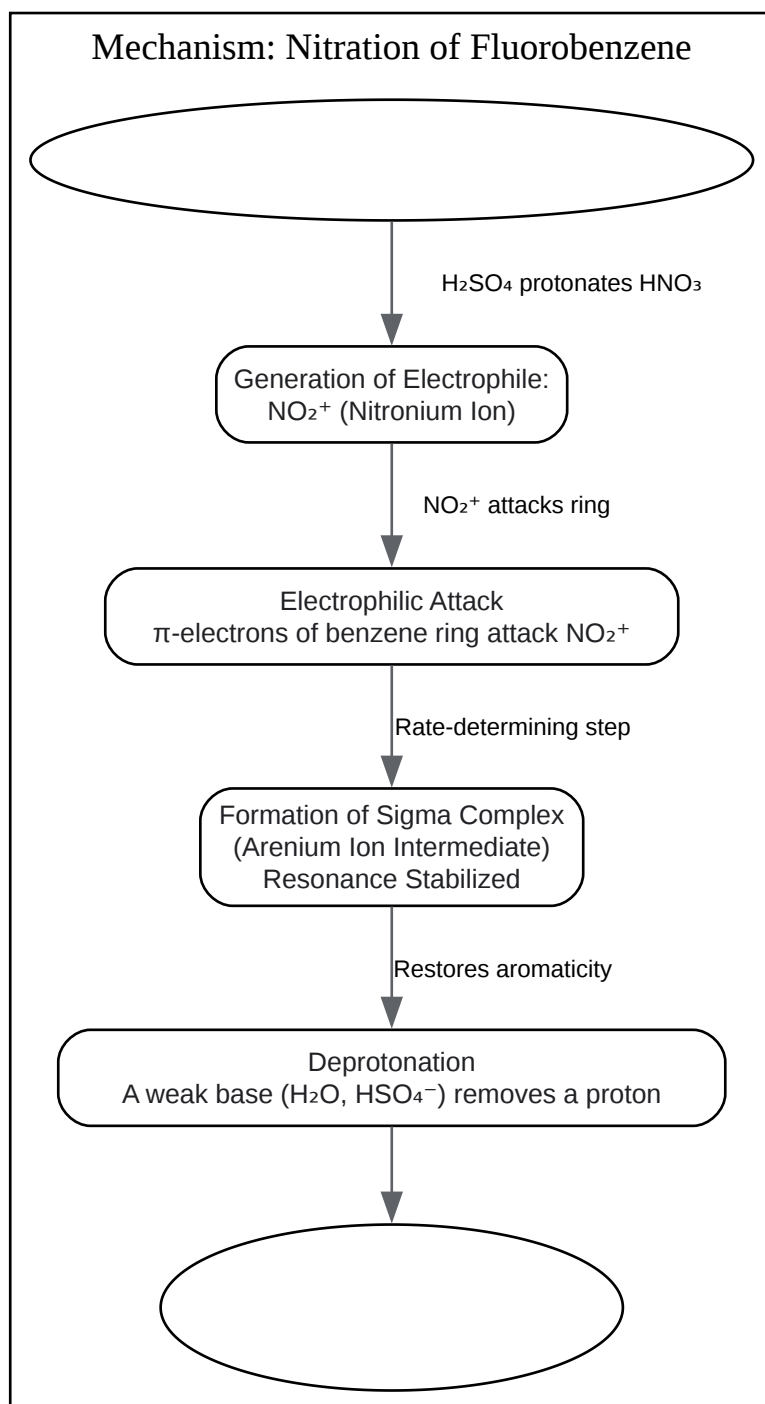 Mechanism: Nitration of Fluorobenzene
H₂SO₄ protonates HNO₃
Generation of Electrophile:
NO₂⁺ (Nitronium Ion)
NO₂⁺ attacks ring
Electrophilic Attack
π-electrons of benzene ring attack NO₂⁺
Rate-determining step
Formation of Sigma Complex
(Arenium Ion Intermediate)
Resonance Stabilized
Restores aromaticity
Deprotonation
A weak base (H₂O, HSO₄⁻) removes a proton